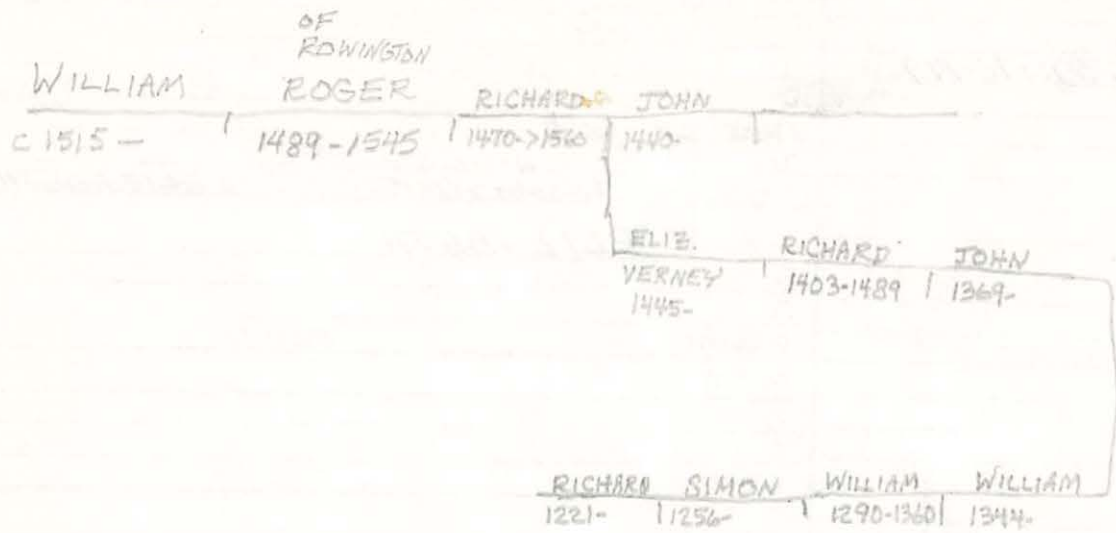 OF
ROWINGTON
WILLIAM ROGER RICHARD JOHN
C 1515 — 1489-1545 1470->1560 1440-
ELIZ. RICHARD JOHN
VERNEY 1403-1489 1369-
1445-
RICHARD SIMON WILLIAM WILLIAM
1221- 1256- 1290-1360 1344-